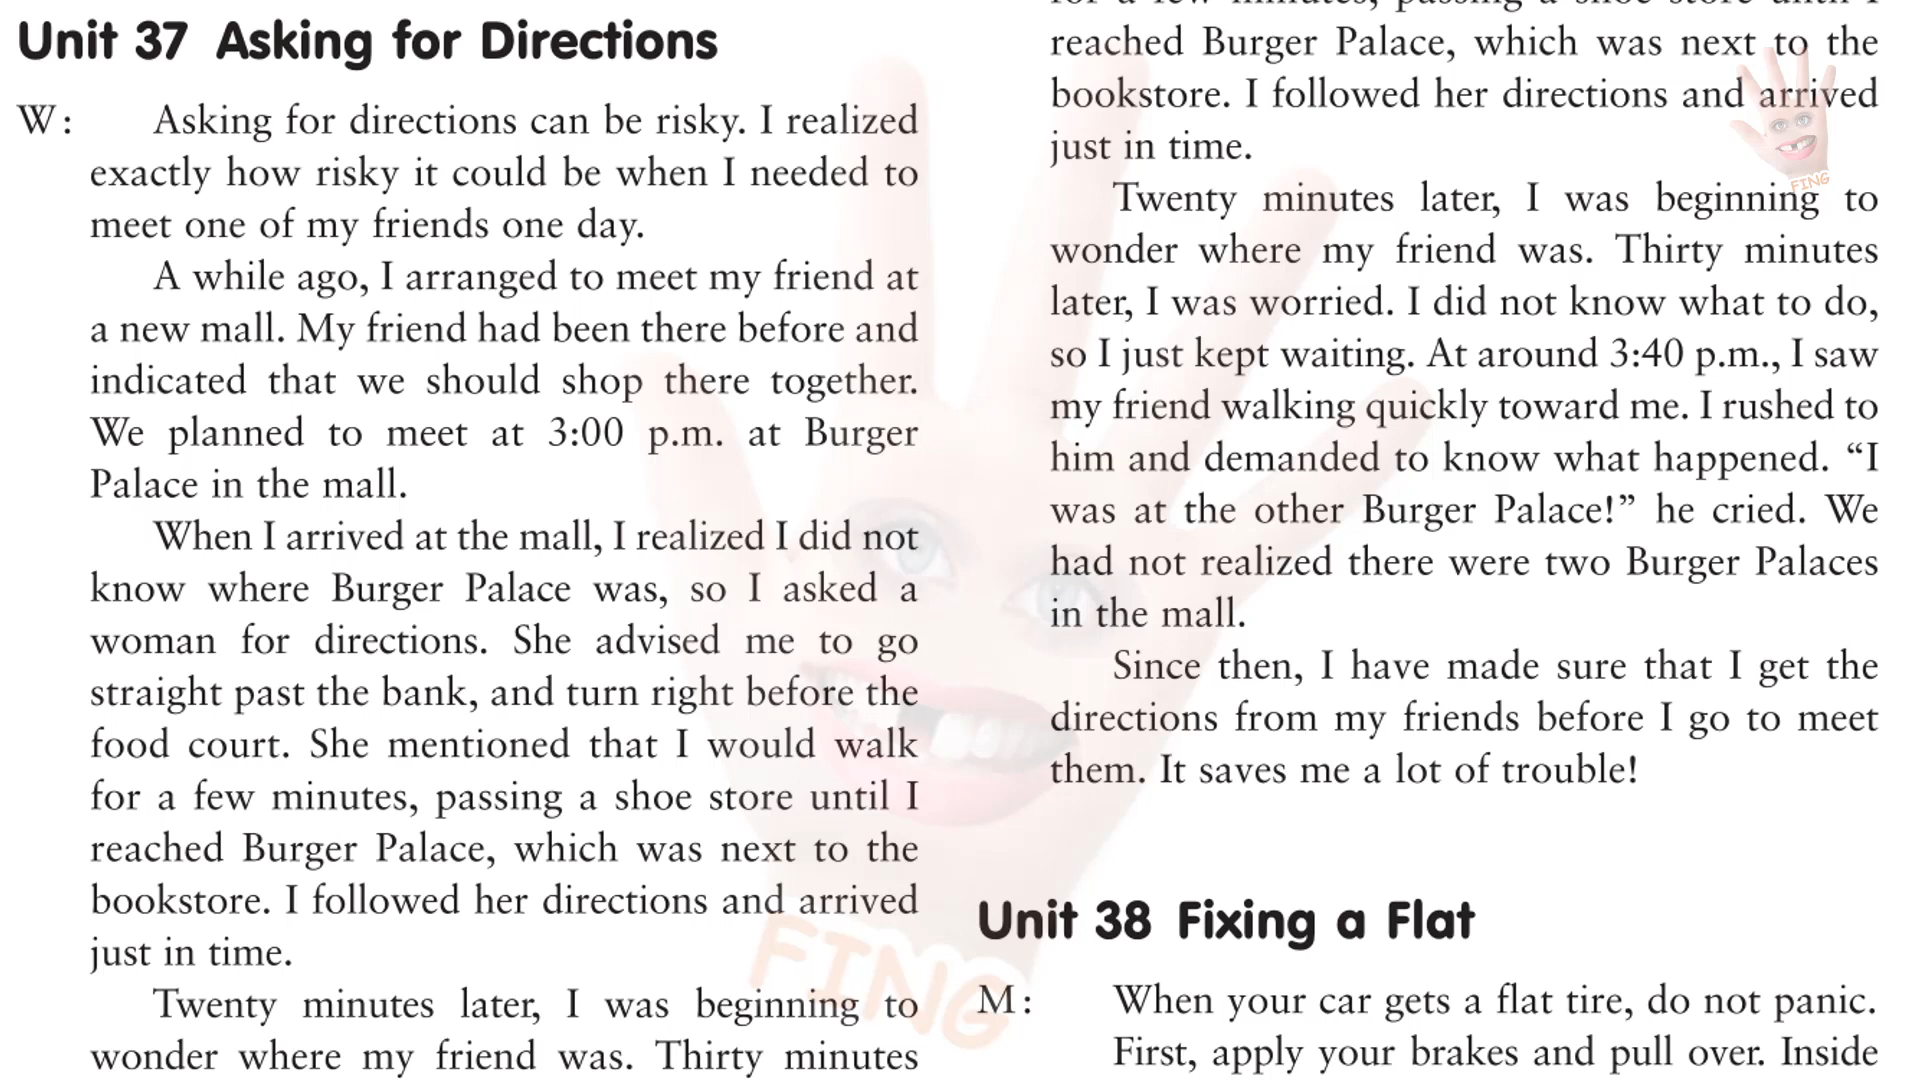 Unit 37 Asking for Directions
W: Asking for directions can be risky. I realized
exactly how risky it could be when I needed to
meet one of my friends one day.
A while ago, I arranged to meet my friend at
a new mall. My friend had been there before and
indicated that we should shop there together.
We planned to meet at 3:00 p.m. at Burger
Palace in the mall.
When I arrived at the mall, I realized I did not
know where Burger Palace was, so I asked a
woman for directions. She advised me to go
straight past the bank, and turn right before the
food court. She mentioned that I would walk
for a few minutes, passing a shoe store until I
reached Burger Palace, which was next to the
bookstore. I followed her directions and arrived
just in time.
Twenty minutes later, I was beginning to
wonder where my friend was. Thirty minutes
for a few minutes, passing a shoe store until I
reached Burger Palace, which was next to the
bookstore. I followed her directions and arrived
just in time.
Twenty minutes later, I was beginning to
wonder where my friend was. Thirty minutes
later, I was worried. I did not know what to do,
so I just kept waiting. At around 3:40 p.m., I saw
my friend walking quickly toward me. I rushed to
him and demanded to know what happened. “I
was at the other Burger Palace!” he cried. We
had not realized there were two Burger Palaces
in the mall.
Since then, I have made sure that I get the
directions from my friends before I go to meet
them. It saves me a lot of trouble!
Unit 38 Fixing a Flat
M: When your car gets a flat tire, do not panic.
First, apply your brakes and pull over. Inside
FING
FING